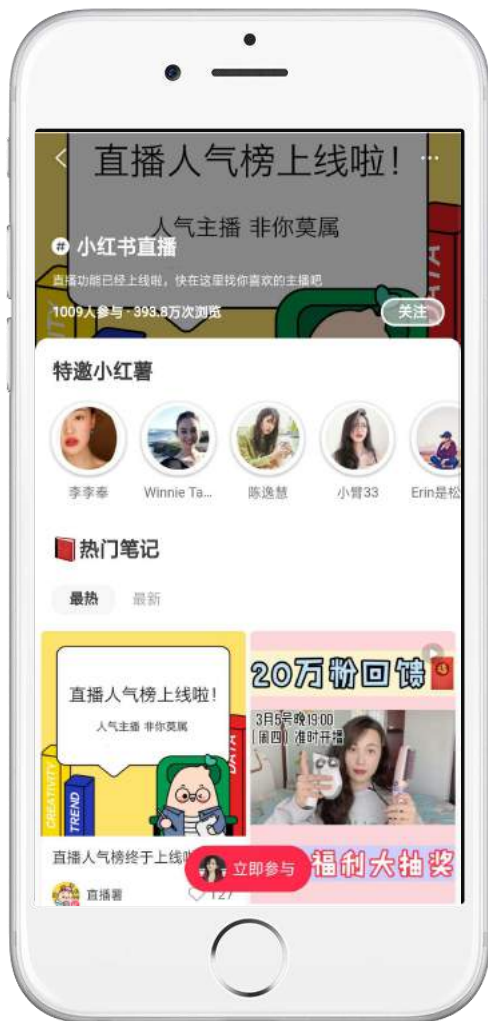 直播人气榜上线啦!
人气主播 非你莫属
# 小红书直播
直播功能已经上线啦，快在这里找你喜欢的主播吧
1009人参与·393.8万次浏览
关注
DATA
特邀小红薯
李李奉
Winnie Ta...
陈逸慧
小臂33
Erin是松
热门笔记
最热
最新
直播人气榜上线啦!
人气主播 非你莫属
CREATIVITY
TREND
DATA
20万粉回馈
3月5号晚19:00
(周四) 准时开播
福利大抽奖
直播人气榜终于上线啦
立即参与
直播薯
127